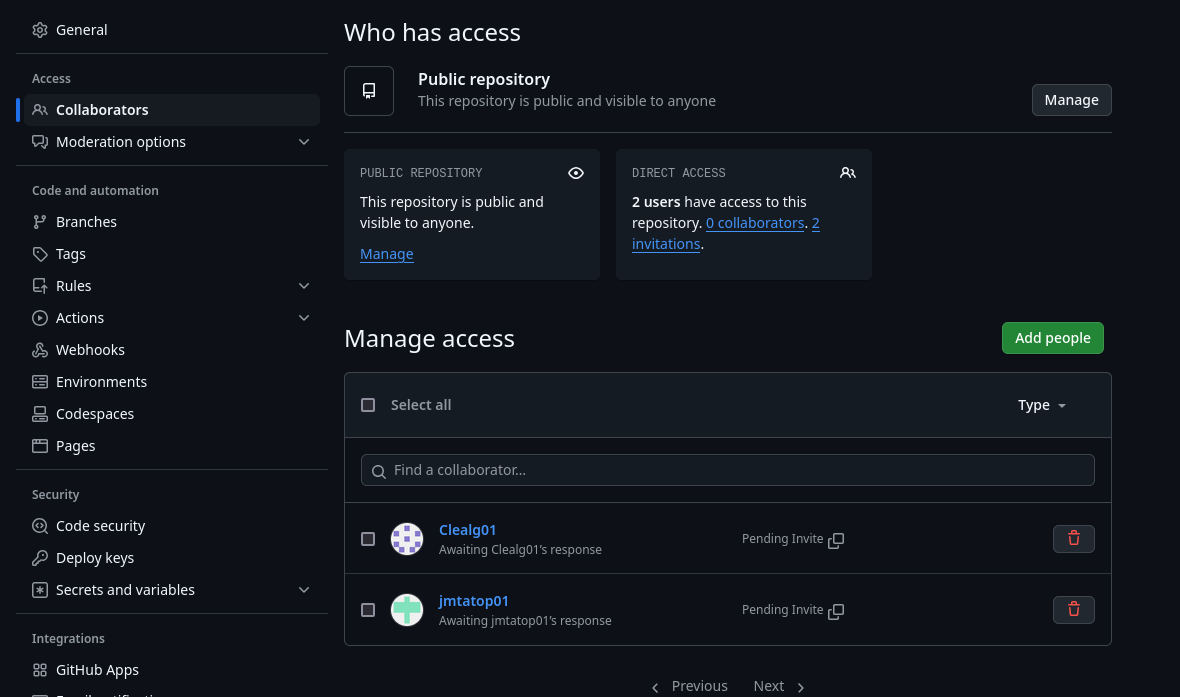 General
Access
Collaborators
Moderation options
Code and automation
Branches
Tags
Rules
Actions
Webhooks
Environments
Codespaces
Pages
Security
Code security
Deploy keys
Secrets and variables
Integrations
GitHub Apps
Who has access
Public repository
This repository is public and visible to anyone
Manage
PUBLIC REPOSITORY
This repository is public and
visible to anyone.
Manage
DIRECT ACCESS
2 users have access to this
repository. 0 collaborators. 2
invitations.
Manage access
Add people
Select all
Type
Find a collaborator...
Clealg01
Awaiting Clealg01's response
Pending Invite
jmtatop01
Awaiting jmtatop01's response
Pending Invite
Previous
Next